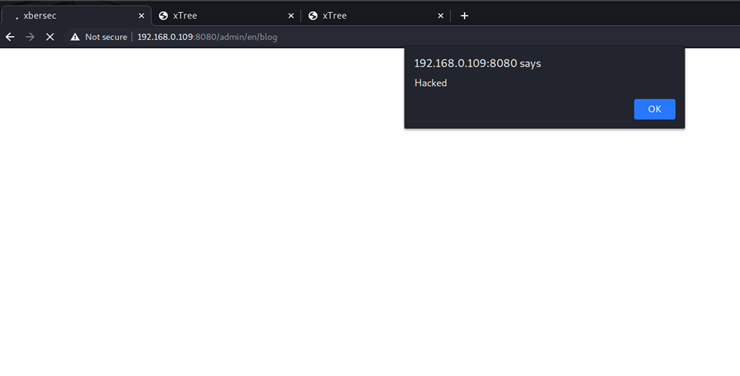 xbersec
xTree
xTree
Not secure
192.168.0.109:8080/admin/en/blog
192.168.0.109:8080 says
Hacked
OK